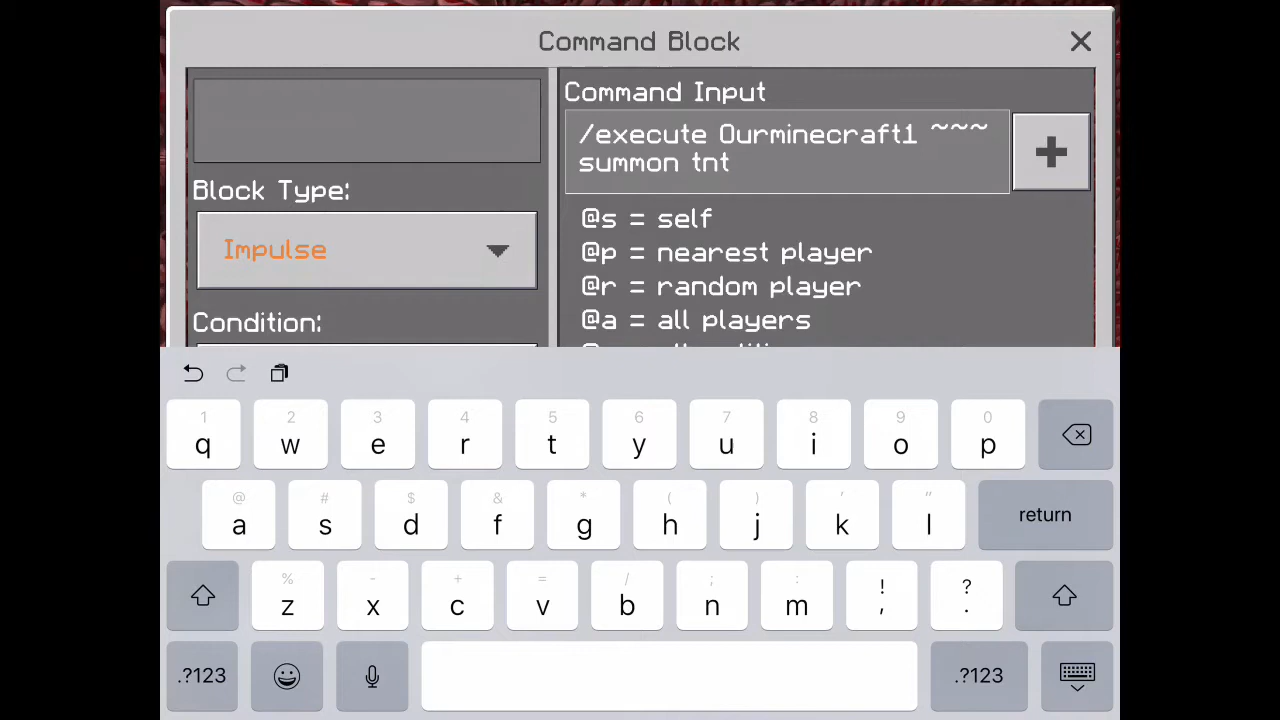 Command Block
Command Input
/execute Ourminecraft1 ~~~
summon tnt
Block Type:
@s = self
Impulse
@p = nearest player
@r = random player
Condition:
@a = all players
1 2 3 4 5 6 7 8 9 0
q w e r t y u i o p
@ # $ & * ( ) ' "
a s d f g h j k l return
% - + = / ; : ! ?
z x c v b n m , .
.?123 .?123